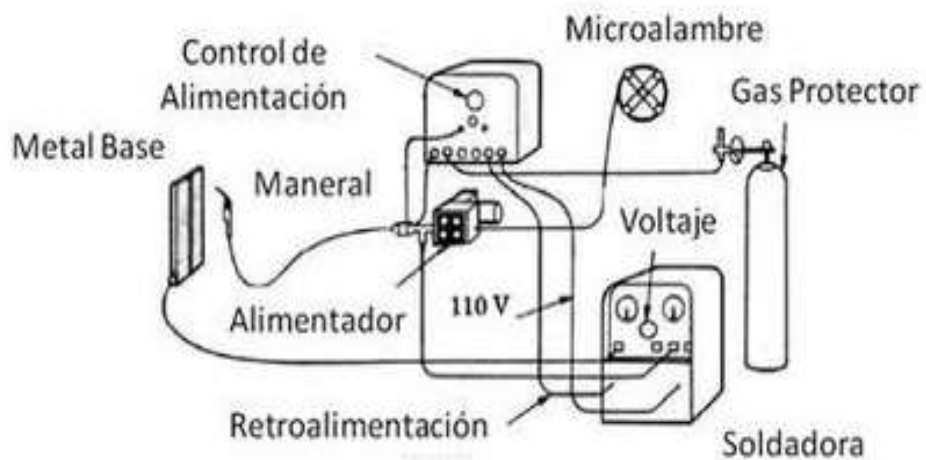 Microalambre
Control de
Alimentación
Gas Protector
Metal Base
Maneral
Voltaje
110 V
Alimentador
Retroalimentación
Soldadora